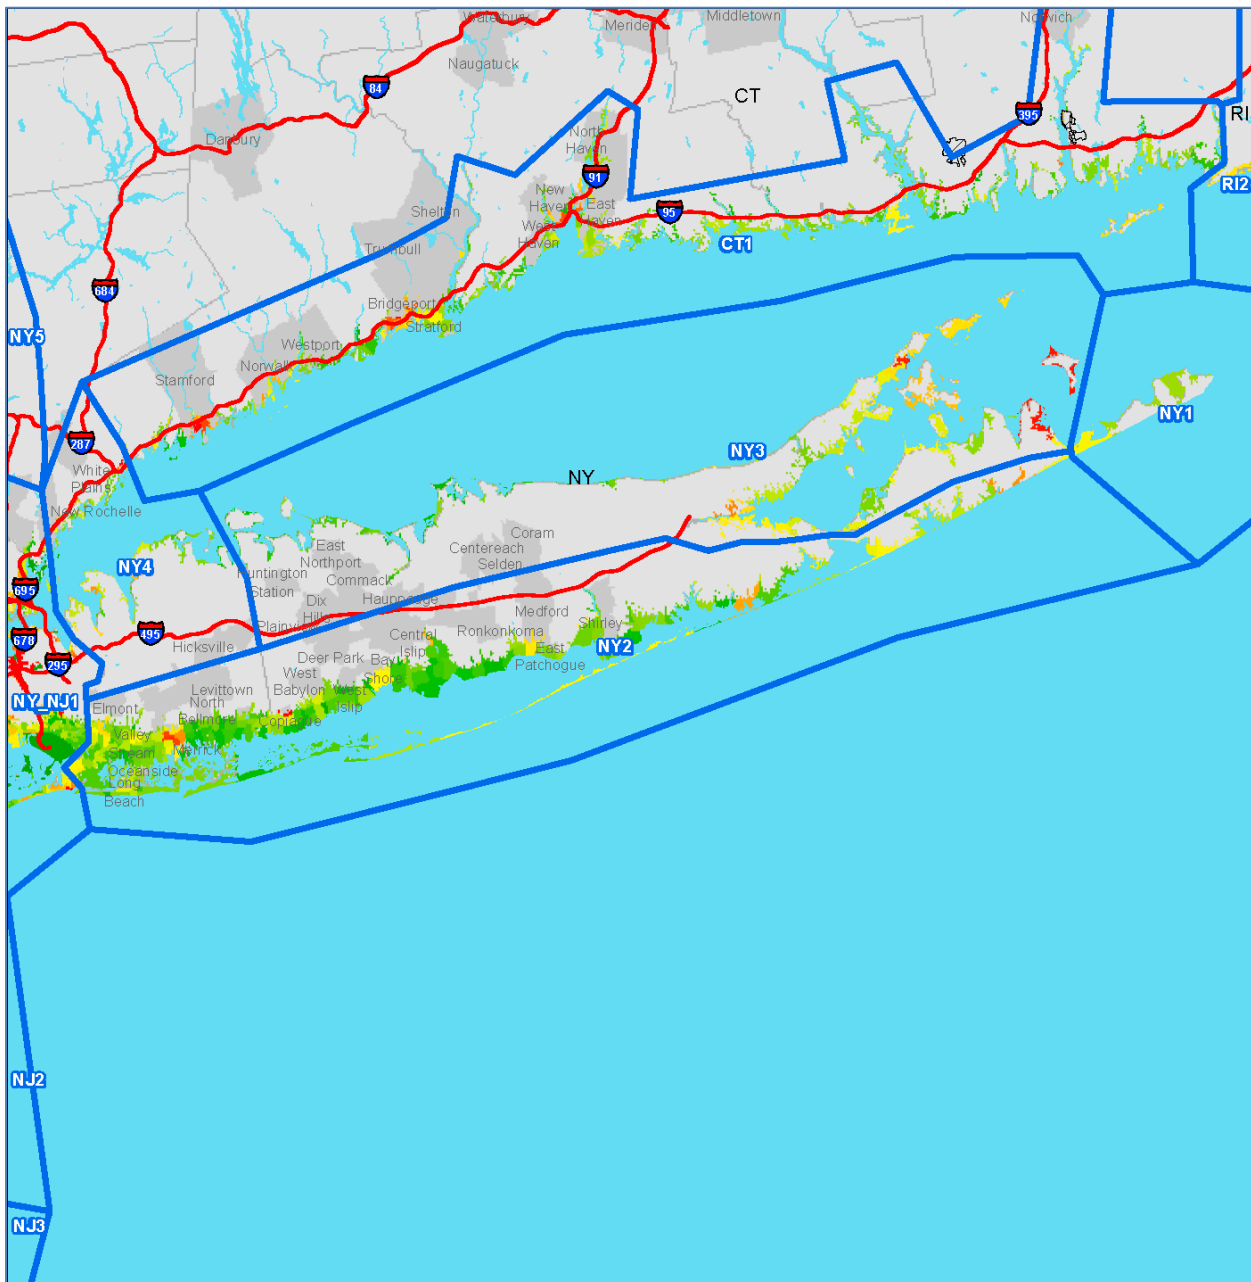 Waterbury
Meriden
Middletown
Norwich
Naugatuck
84
CT
395
RI
Danbury
North
Haven
91
RI2
New
Haven
East
Haven
95
Shelton
West
Haven
CT1
Trumbull
684
Bridgeport
Stratford
NY5
Westport
Norwalk
Stamford
NY1
287
NY3
White
Plains
NY
New Rochelle
Coram
East
Northport
Centereach
Selden
NY4
Huntington
Station
Commack
695
Dix
Hills
Hauppauge
Medford
Plainview
495
678
Hicksville
Central
Islip
Ronkonkoma
Shirley
295
Deer Park
Bay
Shore
East
Patchogue
NY2
West
Babylon
Levittown
NY_NJ1
Elmont
North
Bellmore
West
Islip
Copiague
Valley
Stream
Merrick
Oceanside
Long
Beach
NJ2
NJ3